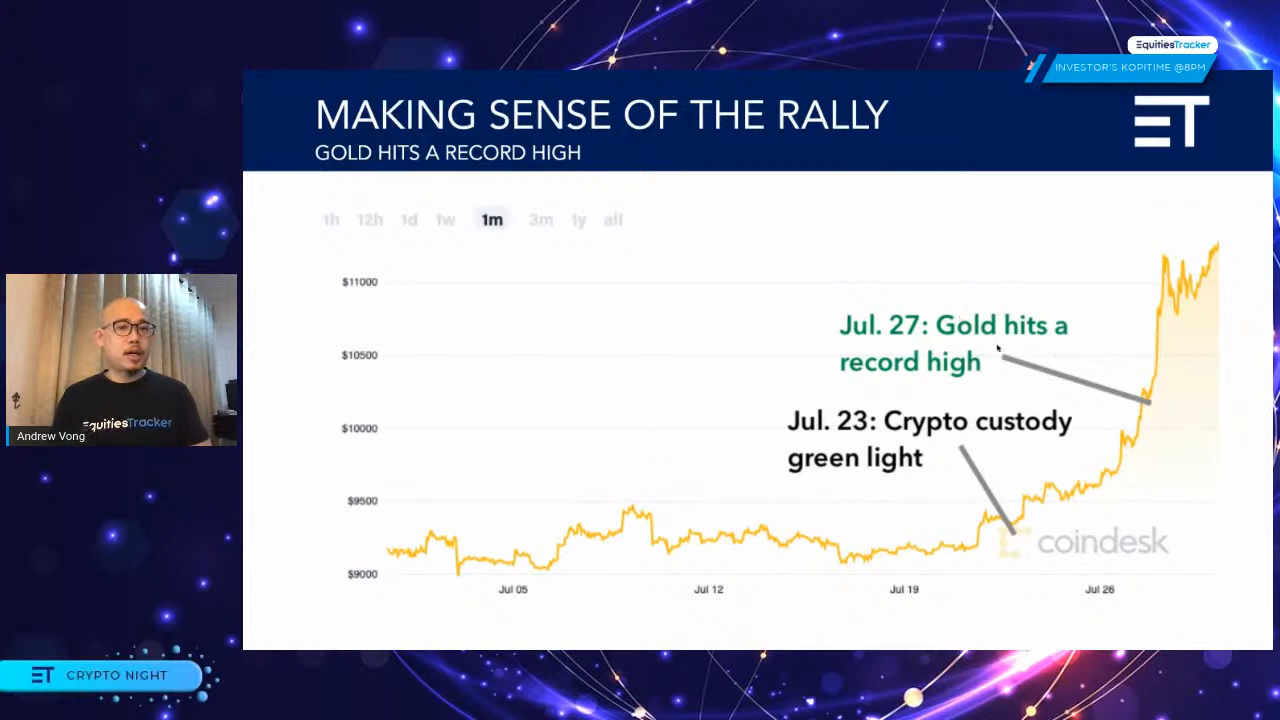 EquitiesTracker
INVESTOR'S KOPITIME @8PM
MAKING SENSE OF THE RALLY
GOLD HITS A RECORD HIGH
ET
1h 12h 1d 1w 1m 3m 1y all
$11000
$10500
$10000
$9500
$9000
Jul. 27: Gold hits a
record high
Jul. 23: Crypto custody
green light
coindesk
Jul 05 Jul 12 Jul 19 Jul 26
EquitiesTracker
Andrew Vong
ET CRYPTO NIGHT